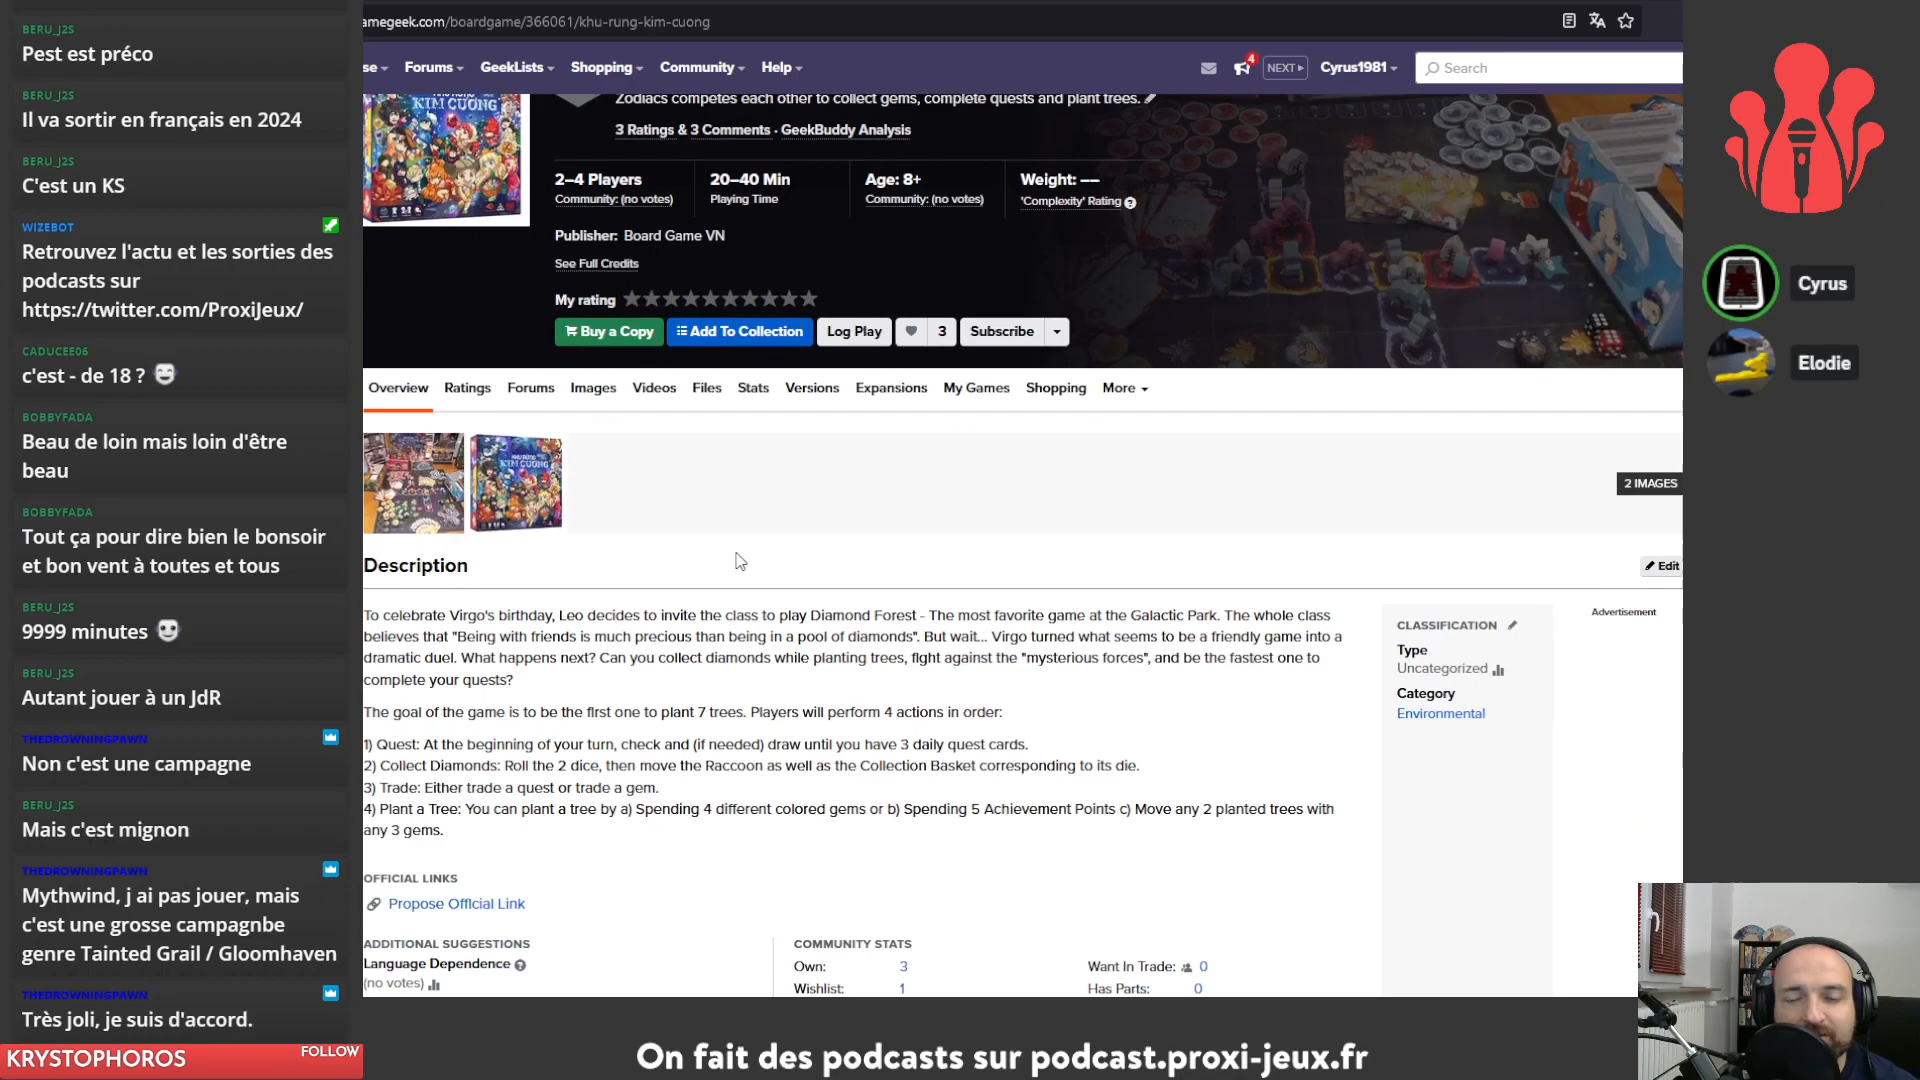 BERU_J2S
Pest est préco
BERU_J2S
Il va sortir en français en 2024
BERU_J2S
C'est un KS
WIZEBOT
Retrouvez l'actu et les sorties des
podcasts sur
https://twitter.com/ProxiJeux/
CADUCEE06
c'est - de 18 ?
BOBBYFADA
Beau de loin mais loin d'être
beau
BOBBYFADA
Tout ça pour dire bien le bonsoir
et bon vent à toutes et tous
BERU_J2S
9999 minutes
BERU_J2S
Autant jouer à un JdR
THEDROWNINGPAWN
Non c'est une campagne
BERU_J2S
Mais c'est mignon
THEDROWNINGPAWN
Mythwind, j ai pas jouer, mais
c'est une grosse campagnbe
genre Tainted Grail / Gloomhaven
THEDROWNINGPAWN
Très joli, je suis d'accord.
KRYSTOPHOROS FOLLOW
amegeek.com/boardgame/366061/khu-rung-kim-cuong
se Forums GeekLists Shopping Community Help
4 NEXT Cyrus1981 Search
KIM CƯƠNG
Zodiacs competes each other to collect gems, complete quests and plant trees.
3 Ratings & 3 Comments · GeekBuddy Analysis
2–4 Players 20–40 Min Age: 8+ Weight: ––
Community: (no votes) Playing Time Community: (no votes) 'Complexity' Rating ?
Publisher: Board Game VN
See Full Credits
My rating
Buy a Copy Add To Collection Log Play 3 Subscribe
Overview Ratings Forums Images Videos Files Stats Versions Expansions My Games Shopping More
KIM CƯƠNG
2 IMAGES
Description
Edit
To celebrate Virgo's birthday, Leo decides to invite the class to play Diamond Forest - The most favorite game at the Galactic Park. The whole class
believes that "Being with friends is much precious than being in a pool of diamonds". But wait... Virgo turned what seems to be a friendly game into a
dramatic duel. What happens next? Can you collect diamonds while planting trees, fight against the "mysterious forces", and be the fastest one to
complete your quests?
The goal of the game is to be the first one to plant 7 trees. Players will perform 4 actions in order:
1) Quest: At the beginning of your turn, check and (if needed) draw until you have 3 daily quest cards.
2) Collect Diamonds: Roll the 2 dice, then move the Raccoon as well as the Collection Basket corresponding to its die.
3) Trade: Either trade a quest or trade a gem.
4) Plant a Tree: You can plant a tree by a) Spending 4 different colored gems or b) Spending 5 Achievement Points c) Move any 2 planted trees with
any 3 gems.
OFFICIAL LINKS
Propose Official Link
ADDITIONAL SUGGESTIONS
Language Dependence ?
(no votes)
COMMUNITY STATS
Own: 3
Wishlist: 1
Want In Trade: 0
Has Parts: 0
CLASSIFICATION
Type
Uncategorized
Category
Environmental
Advertisement
Cyrus
Elodie
On fait des podcasts sur podcast.proxi-jeux.fr